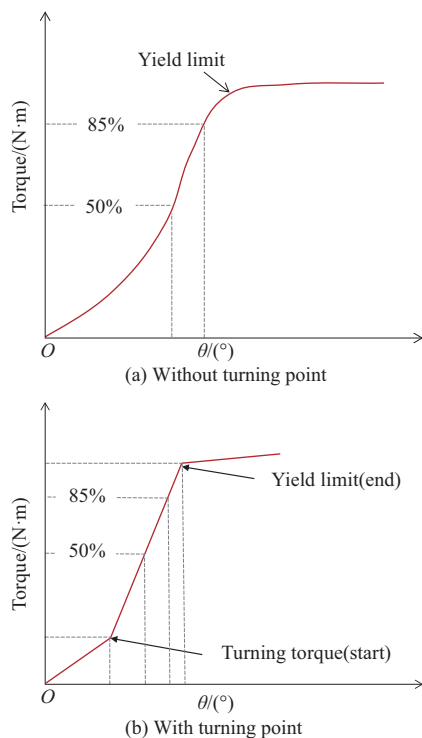 Yield limit
85%
50%
Torque/(N·m)
O
θ/(°)
(a) Without turning point
Yield limit(end)
85%
50%
Torque/(N·m)
Turning torque(start)
O
θ/(°)
(b) With turning point